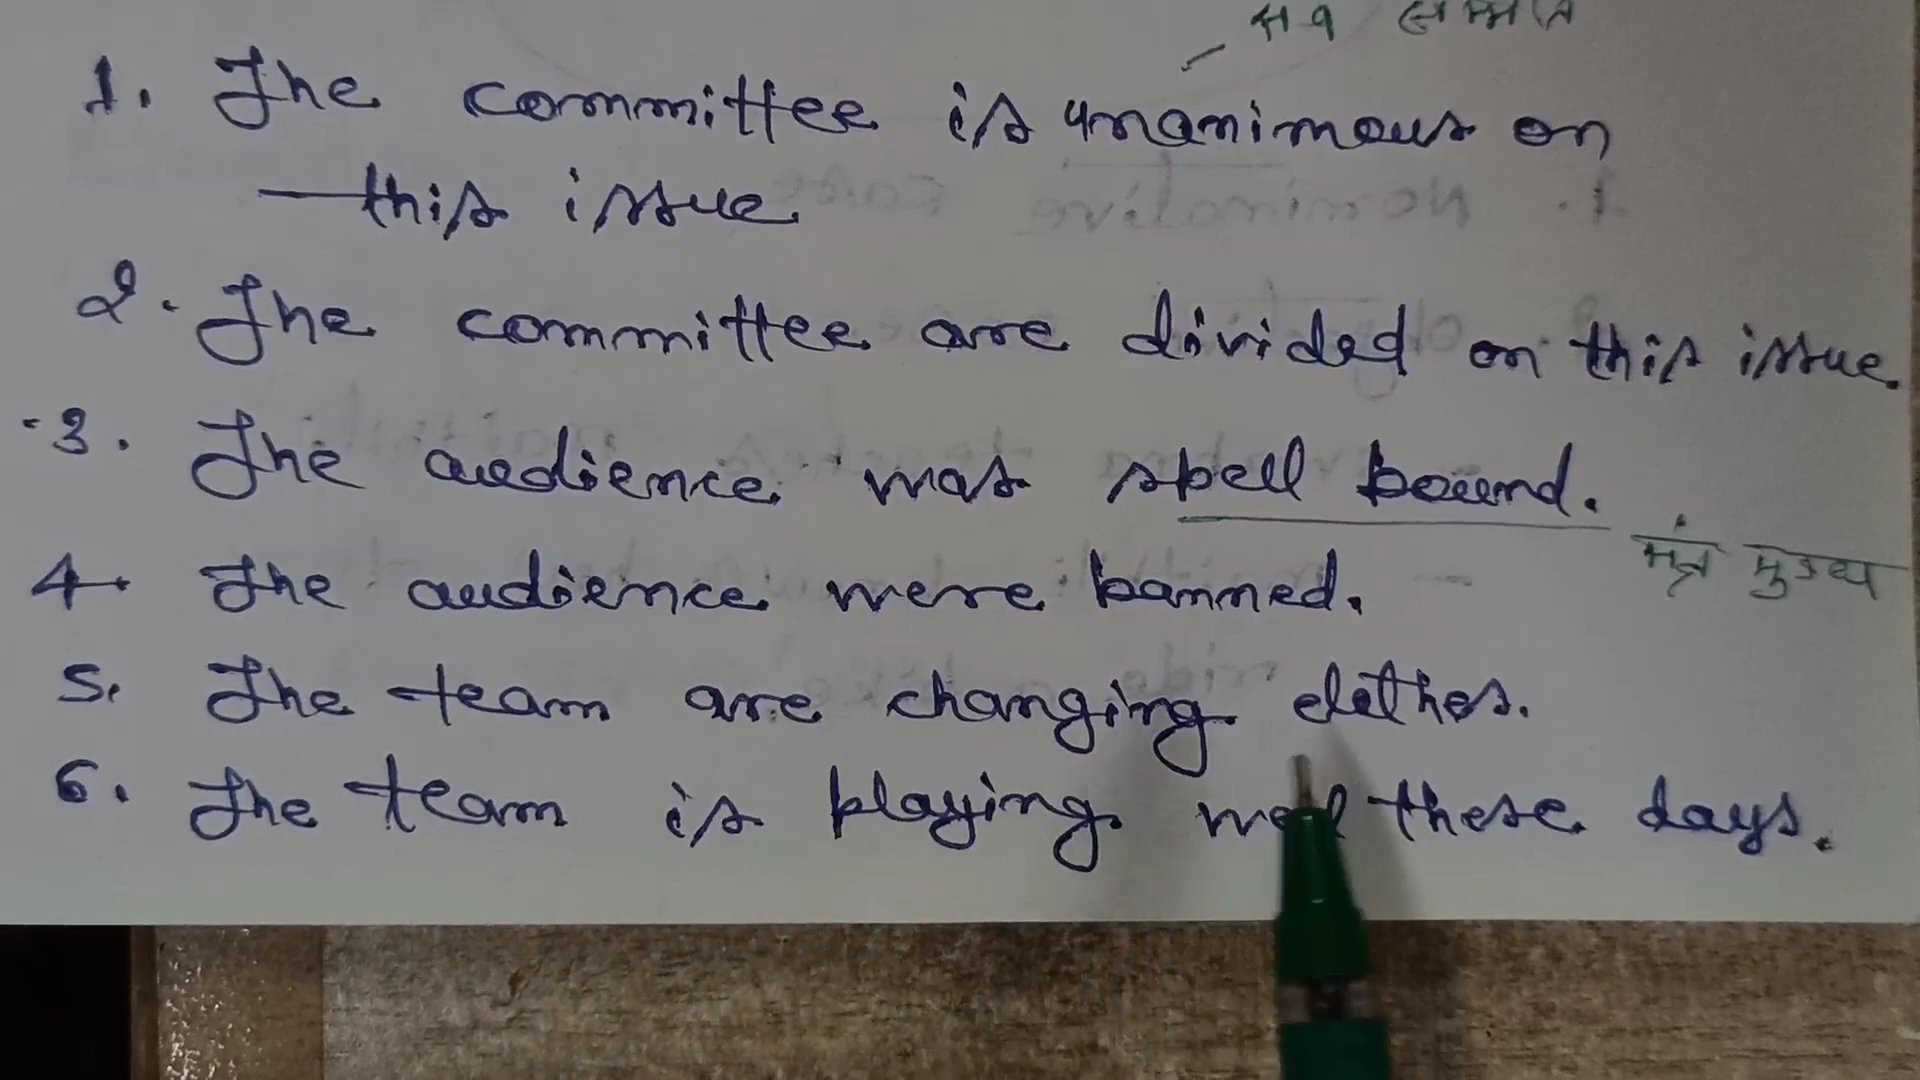 1. The committee is unanimous on
this issue
2. The committee are divided on this issue.
3. The audience was spell bound.
मंत्र मुग्ध
4. The audience were banned.
5. The team are changing clothes.
6. The team is playing well these days.